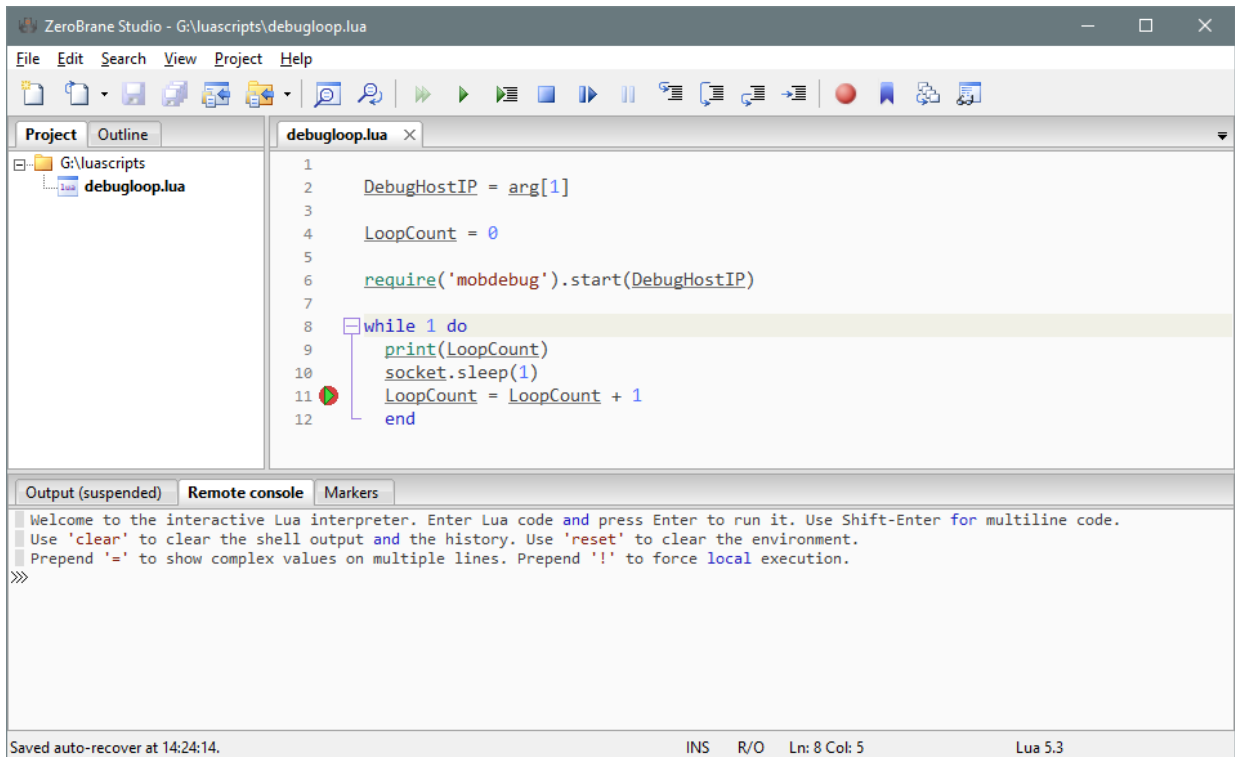 ZeroBrane Studio - G:\luascripts\debugloop.lua
File Edit Search View Project Help
Project Outline
debugloop.lua
G:\luascripts
lua debugloop.lua
1
2 DebugHostIP = arg[1]
3
4 LoopCount = 0
5
6 require('mobdebug').start(DebugHostIP)
7
8 while 1 do
9 print(LoopCount)
10 socket.sleep(1)
11 LoopCount = LoopCount + 1
12 end
Output (suspended) Remote console Markers
Welcome to the interactive Lua interpreter. Enter Lua code and press Enter to run it. Use Shift-Enter for multiline code.
Use 'clear' to clear the shell output and the history. Use 'reset' to clear the environment.
Prepend '=' to show complex values on multiple lines. Prepend '!' to force local execution.
Saved auto-recover at 14:24:14. INS R/O Ln: 8 Col: 5 Lua 5.3